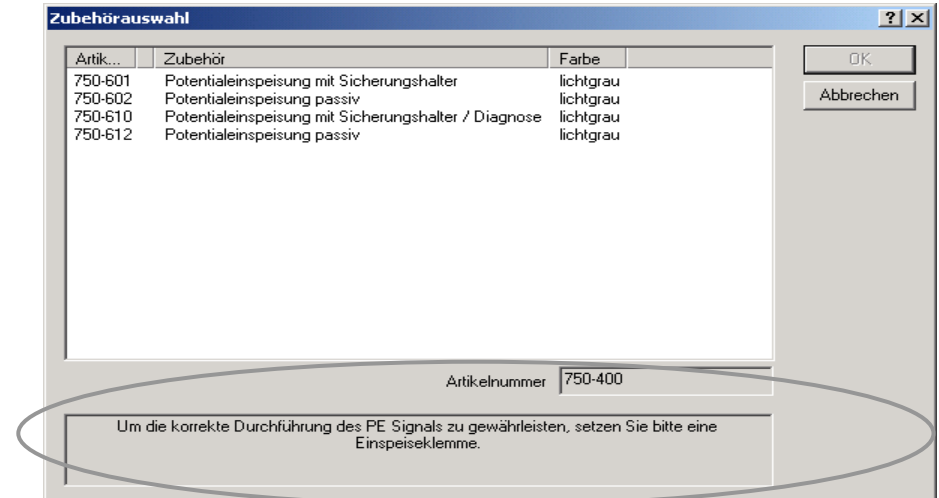 Zubehörauswahl
OK
Abbrechen
Artik... Zubehör Farbe
750-601 Potentialeinspeisung mit Sicherungshalter lichtgrau
750-602 Potentialeinspeisung passiv lichtgrau
750-610 Potentialeinspeisung mit Sicherungshalter / Diagnose lichtgrau
750-612 Potentialeinspeisung passiv lichtgrau
Artikelnummer 750-400
Um die korrekte Durchführung des PE Signals zu gewährleisten, setzen Sie bitte eine
Einspeiseklemme.